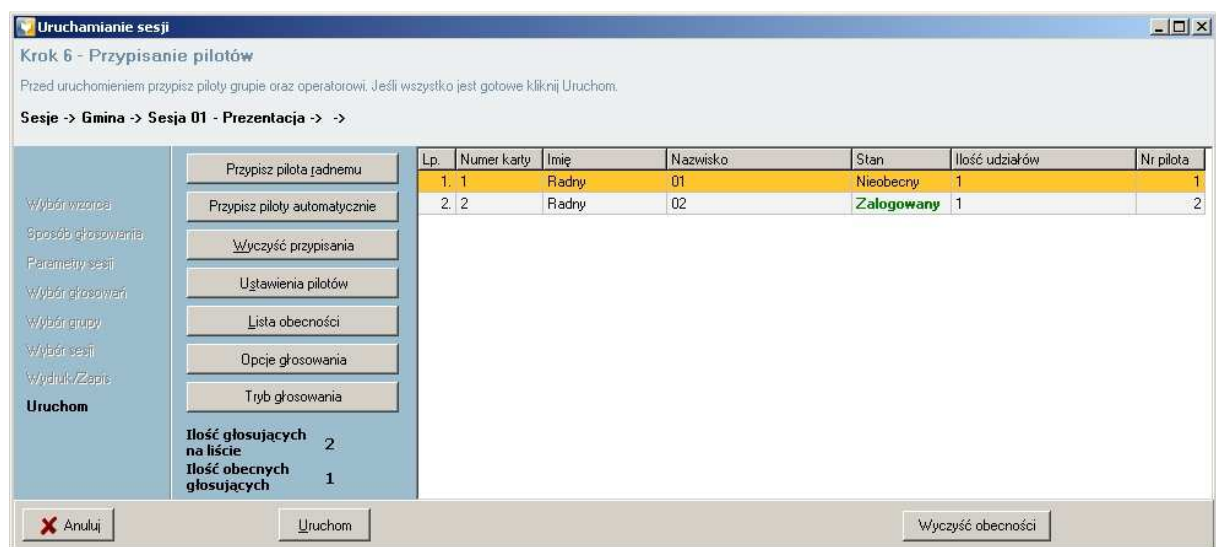 Uruchamianie sesji
Krok 6 - Przypisanie pilotów
Przed uruchomieniem przypisz piloty grupie oraz operatorowi. Jeśli wszystko jest gotowe kliknij Uruchom.
Sesje -> Gmina -> Sesja 01 - Prezentacja -> ->
Wybór wzorca
Sposób głosowania
Parametry sesji
Wybór głosowań
Wybór grupy
Wybór sesji
Wydruk/Zapis
Uruchom
Przypisz pilota radnemu
Przypisz piloty automatycznie
Wyczyść przypisania
Ustawienia pilotów
Lista obecności
Opcje głosowania
Tryb głosowania
Ilość głosujących
na liście 2
Ilość obecnych
głosujących 1
Lp. Numer karty Imię Nazwisko Stan Ilość udziałów Nr pilota
1. 1 Radny 01 Nieobecny 1 1
2. 2 Radny 02 Zalogowany 1 2
Anuluj Uruchom Wyczyść obecności